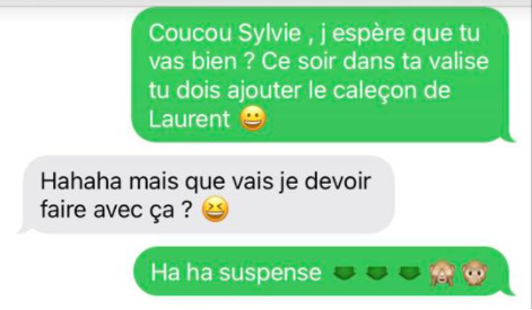 Coucou Sylvie , j espère que tu
vas bien ? Ce soir dans ta valise
tu dois ajouter le caleçon de
Laurent 😀
Hahaha mais que vais je devoir
faire avec ça ? 😆
Ha ha suspense 🩲 🩲 🩲 🙈 🐵